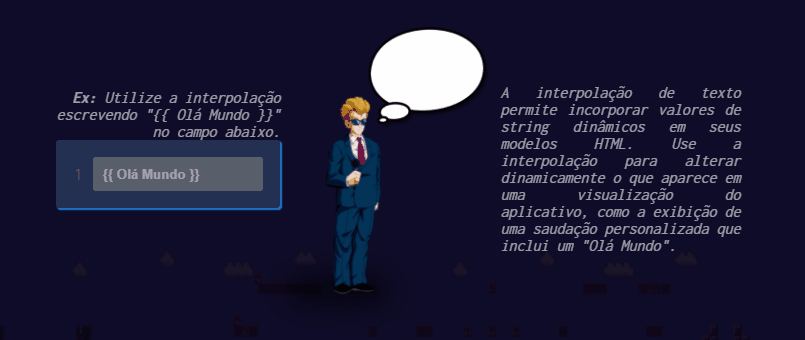 Ex: Utilize a interpolação
escrevendo "{{ Olá Mundo }}"
no campo abaixo.
1 {{ Olá Mundo }}
A interpolação de texto
permite incorporar valores de
string dinâmicos em seus
modelos HTML. Use a
interpolação para alterar
dinamicamente o que aparece em
uma visualização do
aplicativo, como a exibição de
uma saudação personalizada que
inclui um "Olá Mundo".